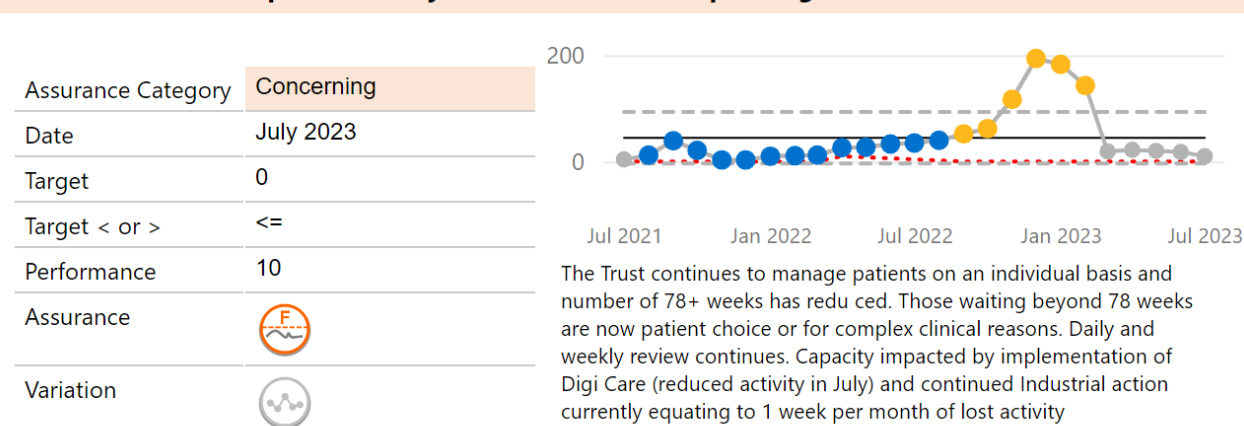 Assurance Category Concerning
Date July 2023
Target 0
Target < or > <=
Performance 10
Assurance F
Variation
200
0
Jul 2021 Jan 2022 Jul 2022 Jan 2023 Jul 2023
The Trust continues to manage patients on an individual basis and
number of 78+ weeks has redu ced. Those waiting beyond 78 weeks
are now patient choice or for complex clinical reasons. Daily and
weekly review continues. Capacity impacted by implementation of
Digi Care (reduced activity in July) and continued Industrial action
currently equating to 1 week per month of lost activity